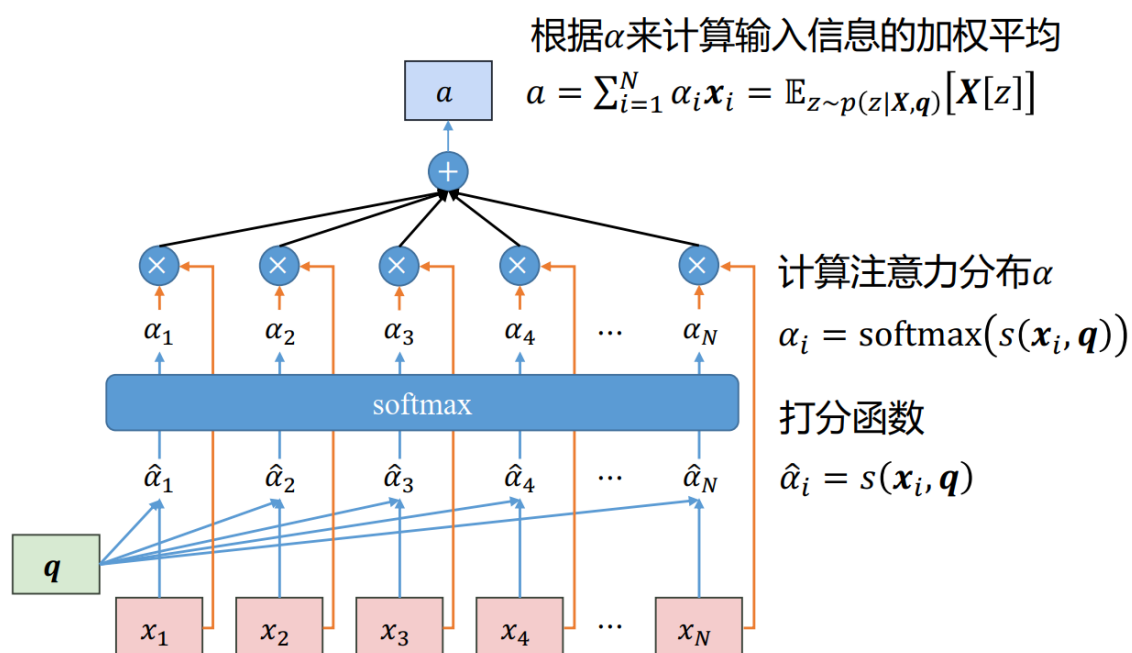 根据α来计算输入信息的加权平均
a
a = ∑_{i=1}^{N} α_i x_i = 𝔼_{z~p(z|X,q)}[X[z]]
+
× × × × ×
计算注意力分布α
α_1 α_2 α_3 α_4 ... α_N
α_i = softmax(s(x_i, q))
softmax
打分函数
α̂_1 α̂_2 α̂_3 α̂_4 ... α̂_N
α̂_i = s(x_i, q)
q
x_1 x_2 x_3 x_4 ... x_N